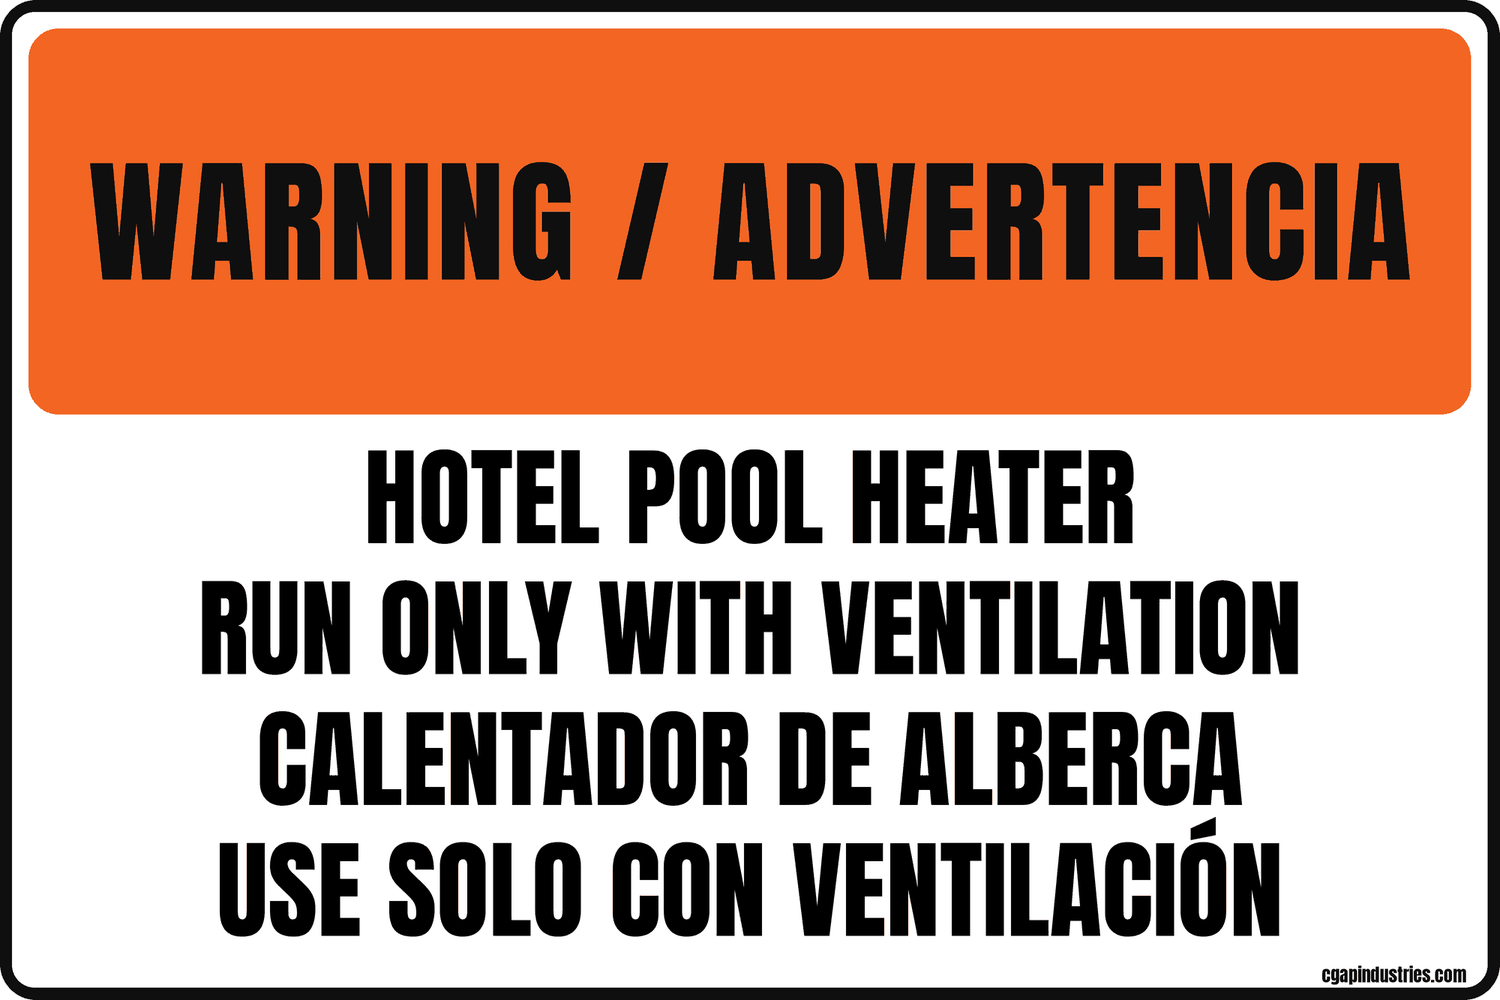 WARNING / ADVERTENCIA
HOTEL POOL HEATER
RUN ONLY WITH VENTILATION
CALENTADOR DE ALBERCA
USE SOLO CON VENTILACIÓN
cgapindustries.com